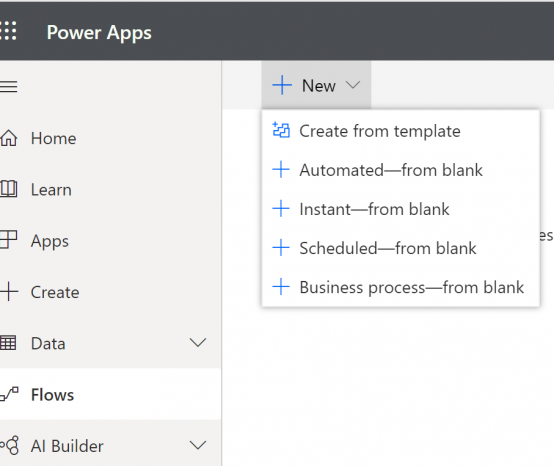 Power Apps
New
Home
Learn
Apps
Create
Data
Flows
AI Builder
Create from template
Automated—from blank
Instant—from blank
Scheduled—from blank
Business process—from blank
es